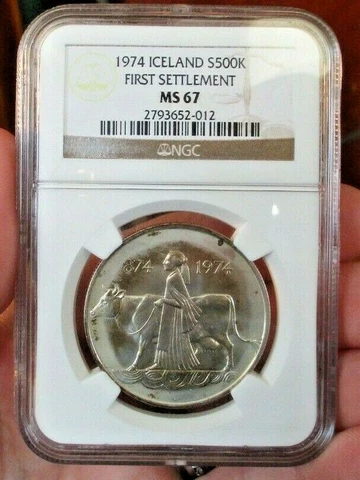 1974 ICELAND S500K
FIRST SETTLEMENT
MS 67
2793652-012
NGC
874 1974